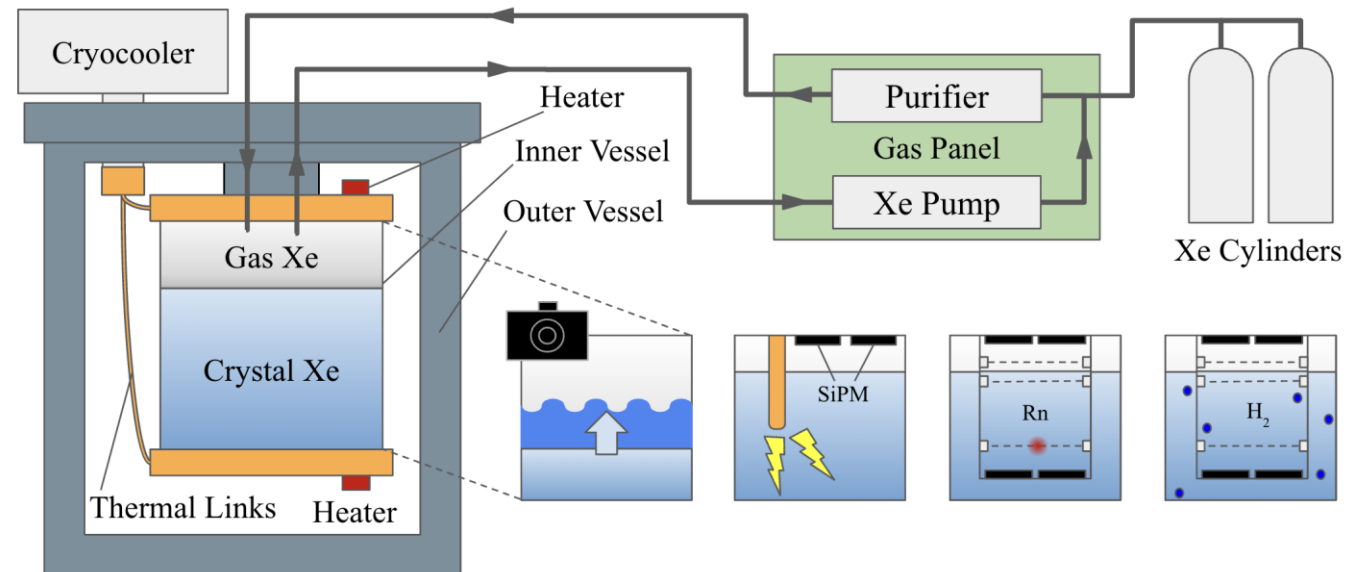 Cryocooler
Heater
Inner Vessel
Outer Vessel
Purifier
Gas Panel
Xe Pump
Xe Cylinders
Gas Xe
Crystal Xe
Thermal Links
Heater
SiPM
Rn
H₂